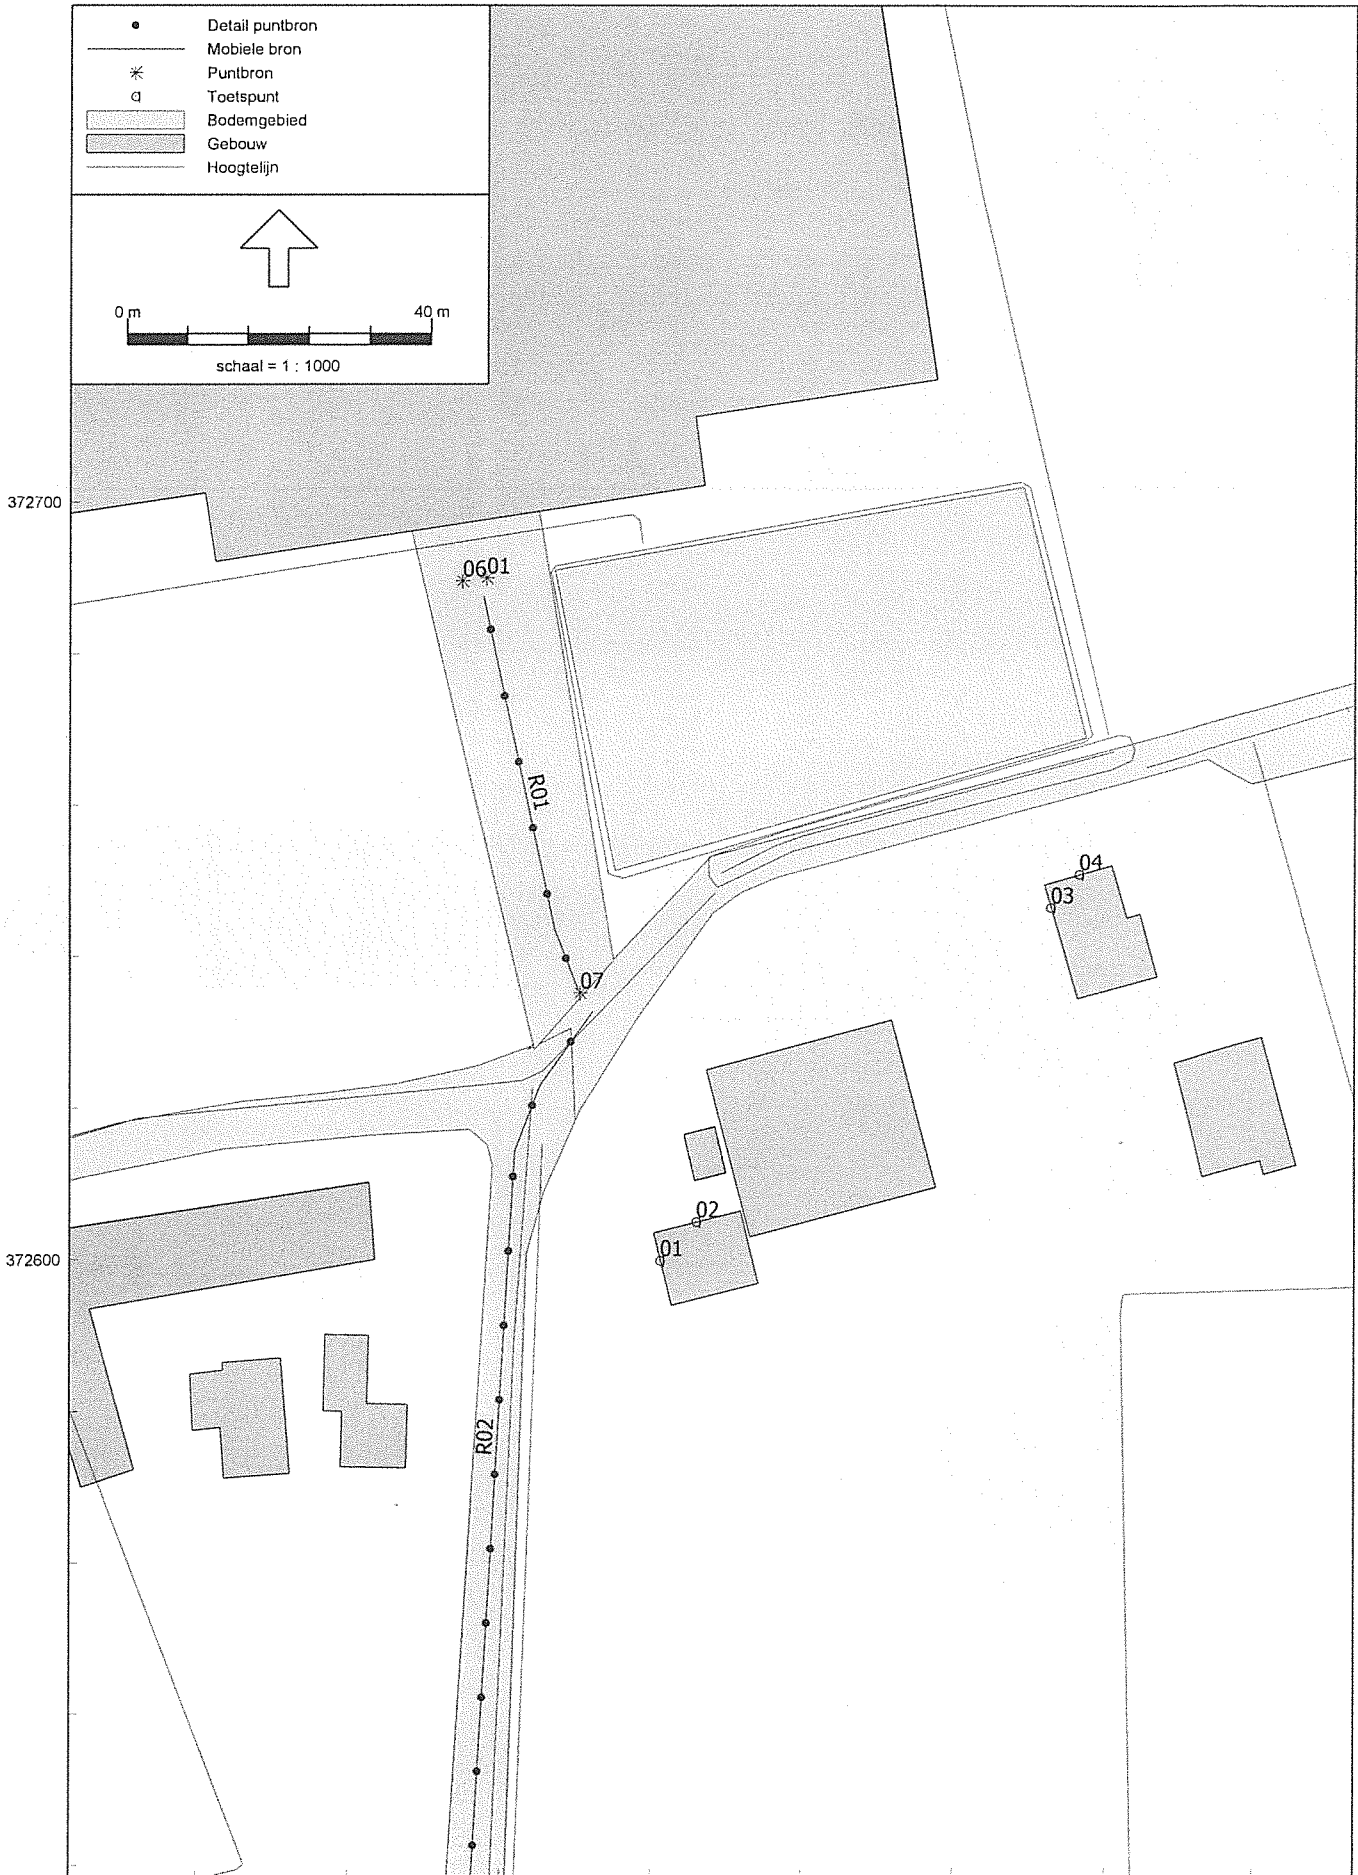 Detail puntbron
Mobiele bron
Puntbron
Toetspunt
Bodemgebied
Gebouw
Hoogtelijn
0 m 40 m
schaal = 1 : 1000
372700
06 01
R01
04
03
07
02
01
372600
R02